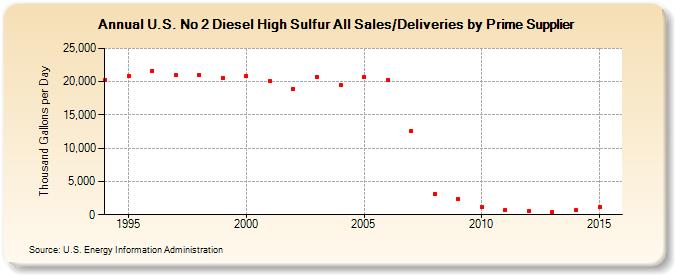 Annual U.S. No 2 Diesel High Sulfur All Sales/Deliveries by Prime Supplier
Thousand Gallons per Day
25,000
20,000
15,000
10,000
5,000
0
1995 2000 2005 2010 2015
Source: U.S. Energy Information Administration